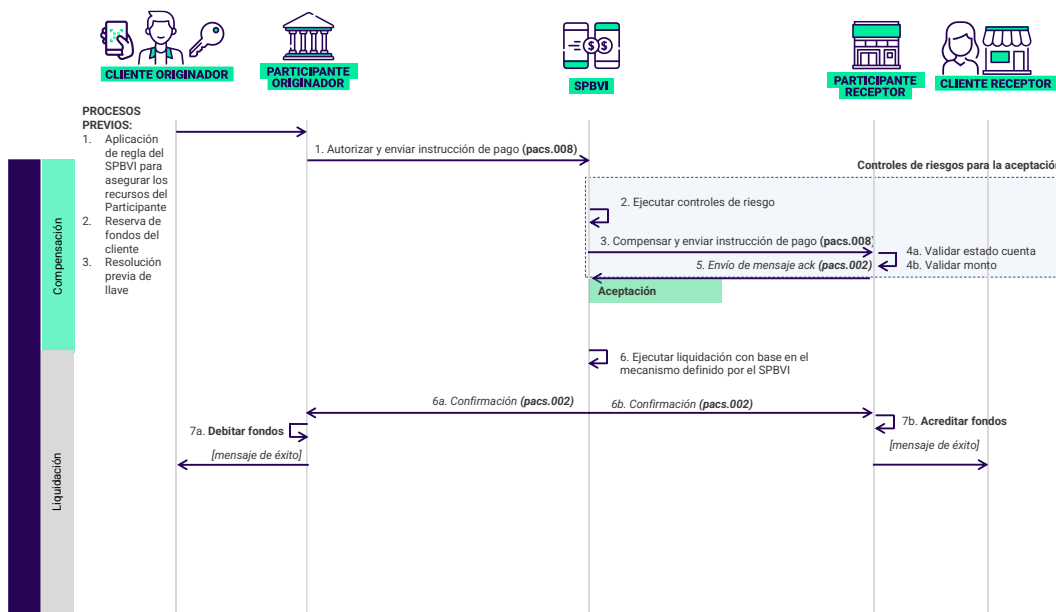 CLIENTE ORIGINADOR
PARTICIPANTE
ORIGINADOR
SPBVI
PARTICIPANTE
RECEPTOR
CLIENTE RECEPTOR
PROCESOS
PREVIOS:
1. Aplicación
de regla del
SPBVI para
asegurar los
recursos del
Participante
2. Reserva de
fondos del
cliente
3. Resolución
previa de
llave
1. Autorizar y enviar instrucción de pago (pacs.008)
Controles de riesgos para la aceptación
2. Ejecutar controles de riesgo
3. Compensar y enviar instrucción de pago (pacs.008)
4a. Validar estado cuenta
4b. Validar monto
5. Envío de mensaje ack (pacs.002)
Aceptación
Compensación
6. Ejecutar liquidación con base en el
mecanismo definido por el SPBVI
6a. Confirmación (pacs.002)
6b. Confirmación (pacs.002)
7a. Debitar fondos
7b. Acreditar fondos
[mensaje de éxito]
[mensaje de éxito]
Liquidación